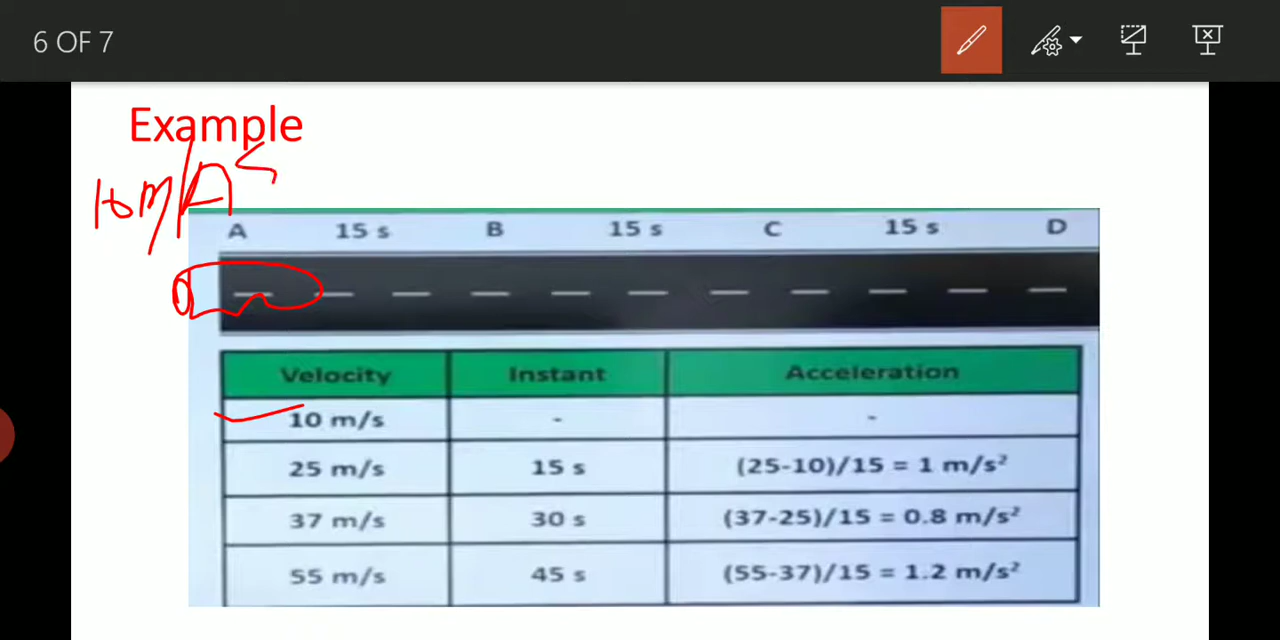 6 OF 7
Example
10 m/s
A 15 s B 15 s C 15 s D
Velocity Instant Acceleration
10 m/s - -
25 m/s 15 s (25-10)/15 = 1 m/s²
37 m/s 30 s (37-25)/15 = 0.8 m/s²
55 m/s 45 s (55-37)/15 = 1.2 m/s²